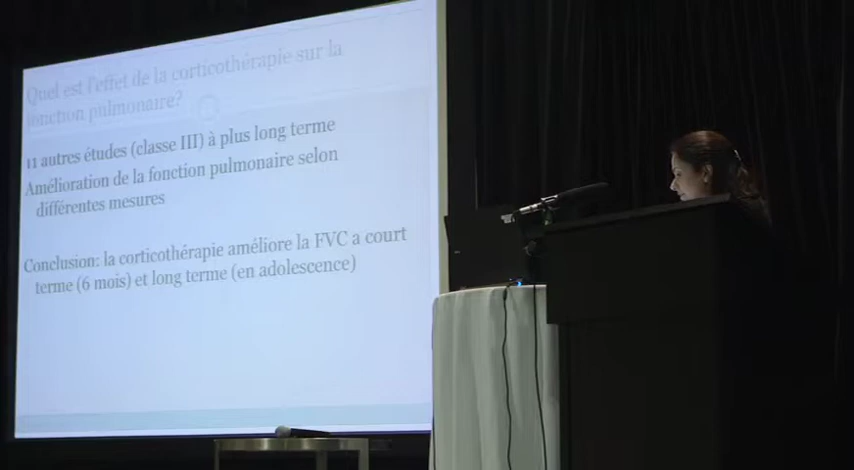 Quel est l'effet de la corticothérapie sur la
fonction pulmonaire?
11 autres études (classe III) à plus long terme
Amélioration de la fonction pulmonaire selon
différentes mesures
Conclusion: la corticothérapie améliore la FVC a court
terme (6 mois) et long terme (en adolescence)